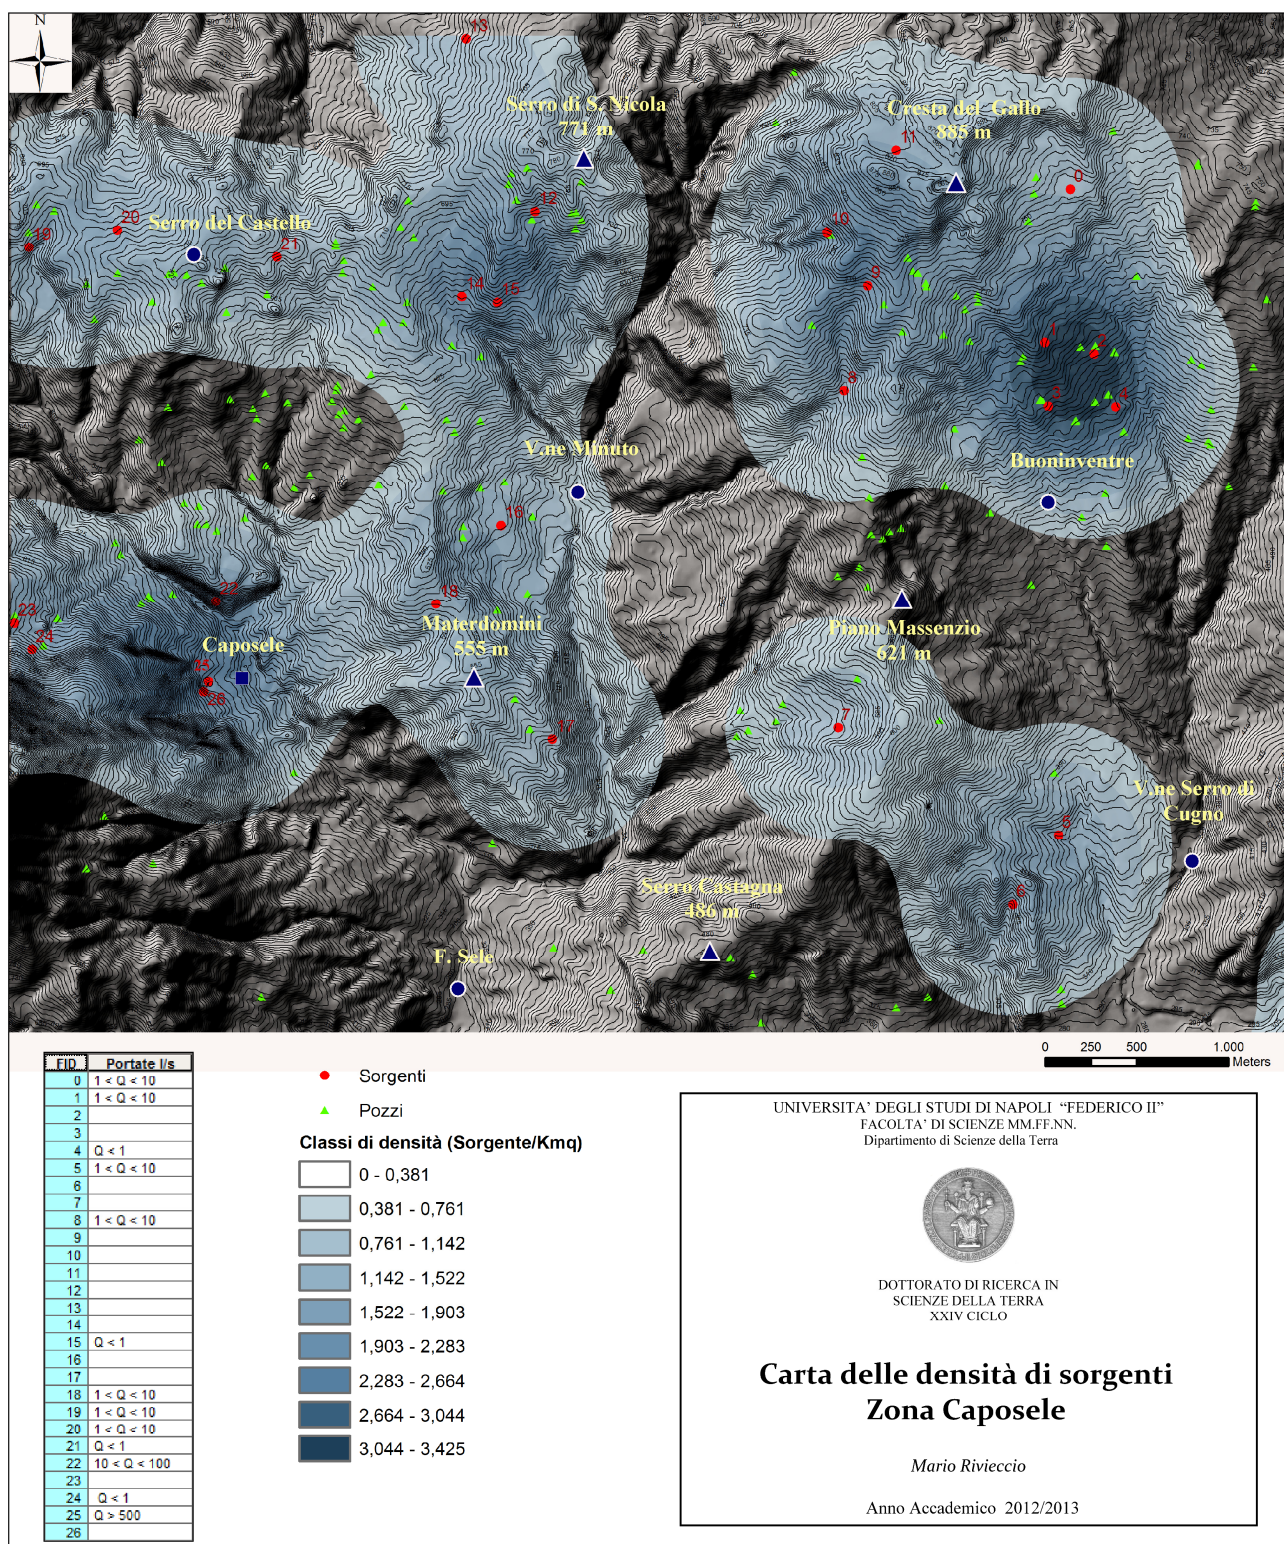 N
13
Serro di S. Nicola
771 m
Cresta del Gallo
885 m
11
0
12
20
Serro del Castello
10
19
21
9
14
15
1
2
8
3
4
V.ne Minuto
Buoninventre
16
22
18
23
Materdomini
555 m
Piano Massenzio
621 m
24
Caposele
25
26
17
7
V.ne Serro di
Cugno
5
Serro Castagna
486 m
6
F. Sele
0 250 500 1.000
Meters
FID Portate l/s
0 1 < Q < 10
1 1 < Q < 10
2
3
4 Q < 1
5 1 < Q < 10
6
7
8 1 < Q < 10
9
10
11
12
13
14
15 Q < 1
16
17
18 1 < Q < 10
19 1 < Q < 10
20 1 < Q < 10
21 Q < 1
22 10 < Q < 100
23
24 Q < 1
25 Q > 500
26
Sorgenti
Pozzi
Classi di densità (Sorgente/Kmq)
0 - 0,381
0,381 - 0,761
0,761 - 1,142
1,142 - 1,522
1,522 - 1,903
1,903 - 2,283
2,283 - 2,664
2,664 - 3,044
3,044 - 3,425
UNIVERSITA’ DEGLI STUDI DI NAPOLI “FEDERICO II”
FACOLTA’ DI SCIENZE MM.FF.NN.
Dipartimento di Scienze della Terra
DOTTORATO DI RICERCA IN
SCIENZE DELLA TERRA
XXIV CICLO
Carta delle densità di sorgenti
Zona Caposele
Mario Rivieccio
Anno Accademico 2012/2013